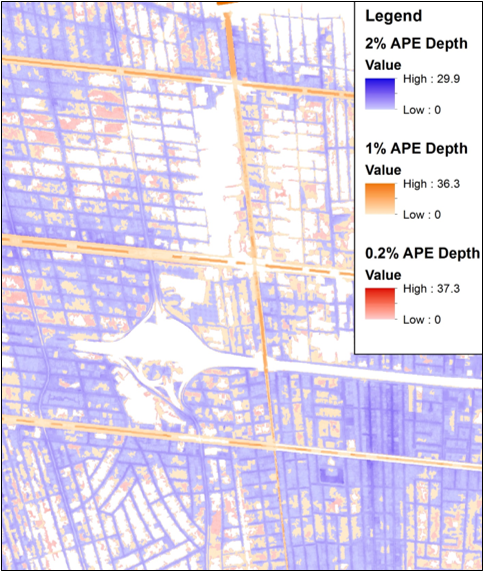 Legend
2% APE Depth
Value
High : 29.9
Low : 0
1% APE Depth
Value
High : 36.3
Low : 0
0.2% APE Depth
Value
High : 37.3
Low : 0